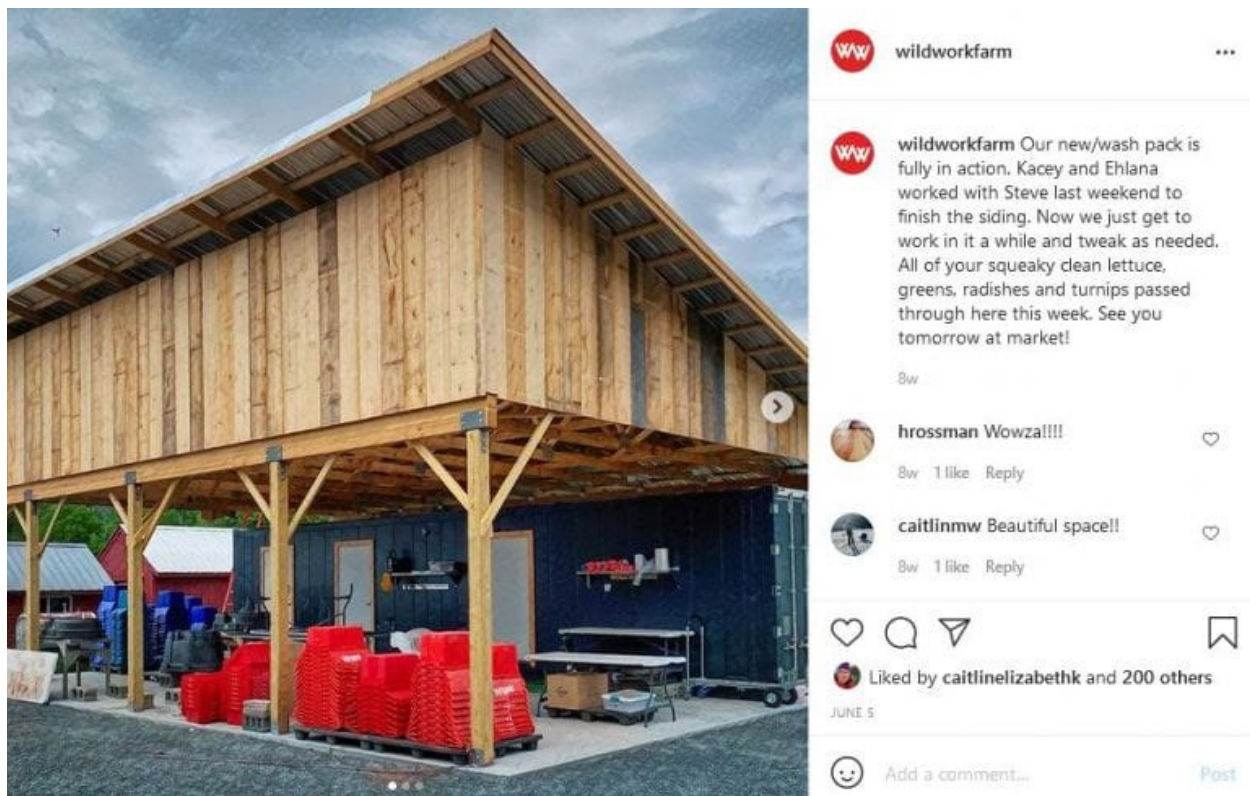 WW wildworkfarm
WW wildworkfarm Our new/wash pack is
fully in action. Kacey and Ehlana
worked with Steve last weekend to
finish the siding. Now we just get to
work in it a while and tweak as needed.
All of your squeaky clean lettuce,
greens, radishes and turnips passed
through here this week. See you
tomorrow at market!
8w
hrossman Wowza!!!!
8w 1 like Reply
caitlinmw Beautiful space!!
8w 1 like Reply
Liked by caitlinelizabethk and 200 others
JUNE 5
Add a comment... Post